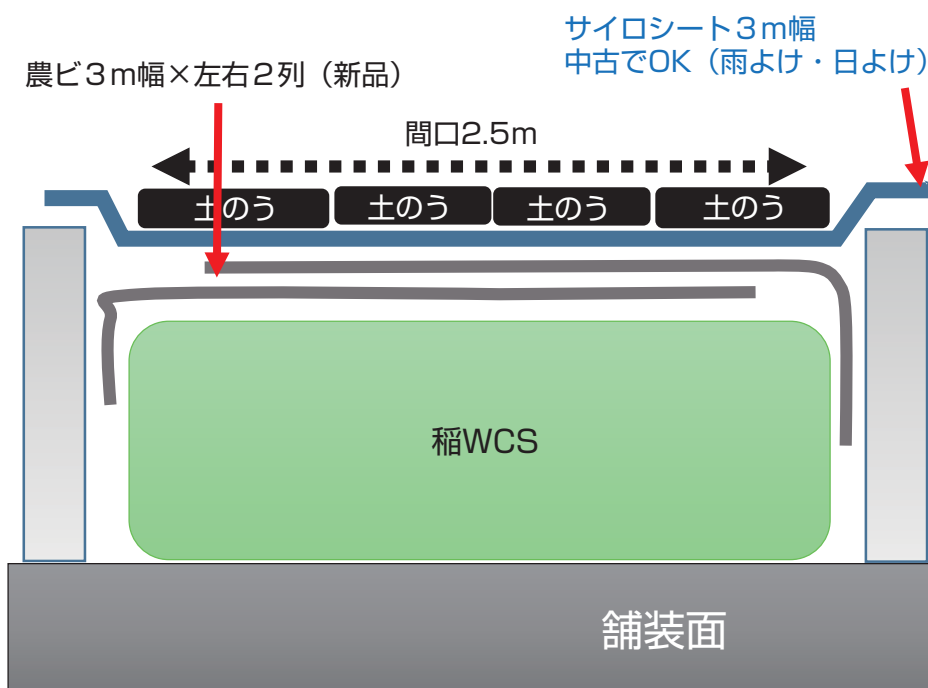 サイロシート３ｍ幅
中古でOK（雨よけ・日よけ）
農ビ３ｍ幅×左右２列（新品）
間口2.5m
土のう 土のう 土のう 土のう
稲WCS
舗装面